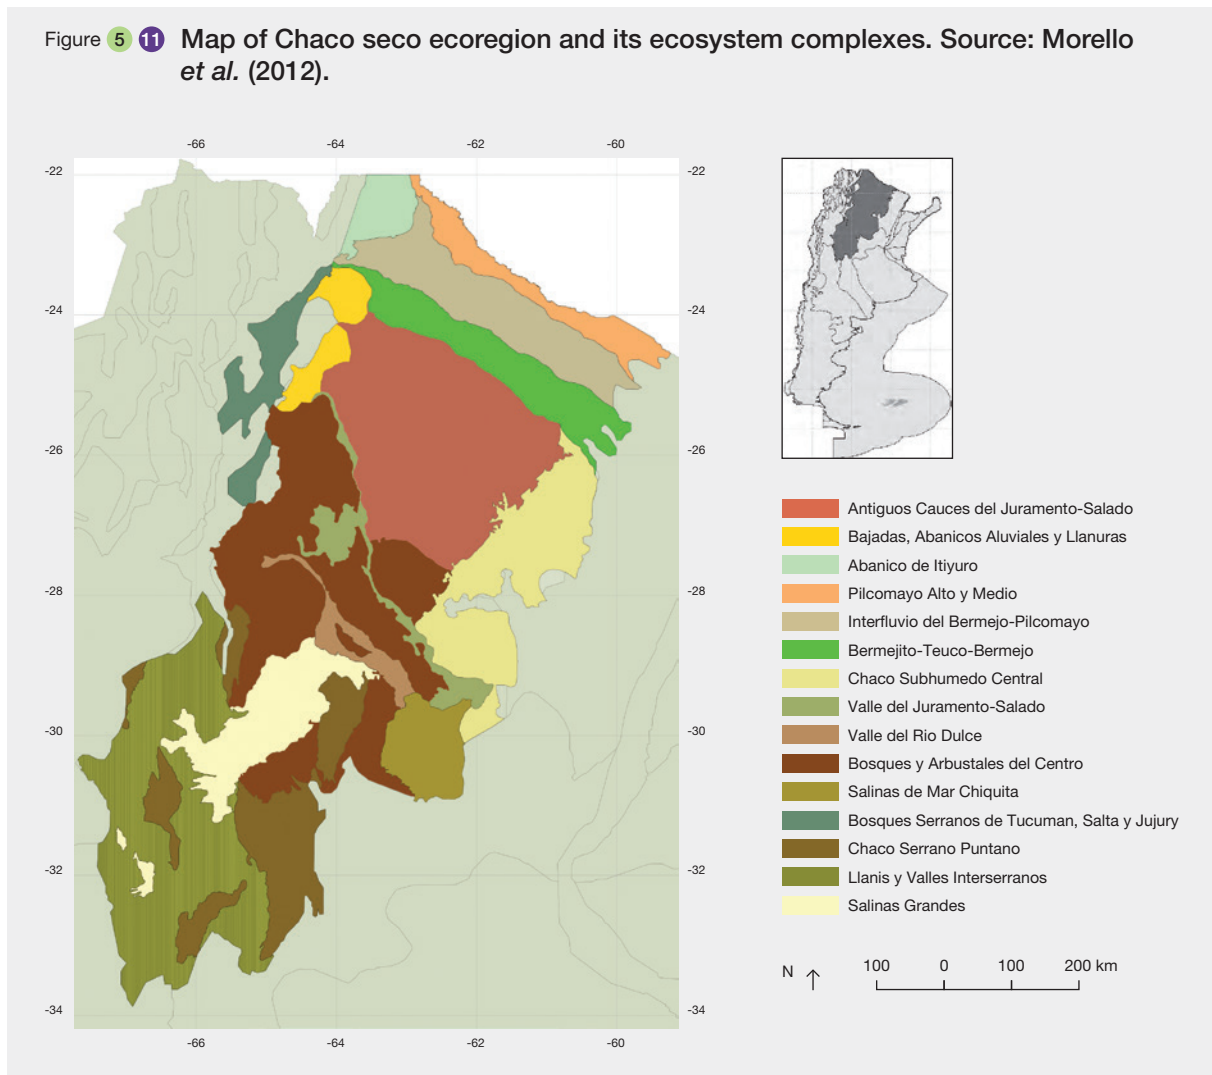 Figure 5 11 Map of Chaco seco ecoregion and its ecosystem complexes. Source: Morello
et al. (2012).
-66 -64 -62 -60
-22 -22
-24 -24
-26 -26
-28 -28
-30 -30
-32 -32
-34 -34
-66 -64 -62 -60
Antiguos Cauces del Juramento-Salado
Bajadas, Abanicos Aluviales y Llanuras
Abanico de Itiyuro
Pilcomayo Alto y Medio
Interfluvio del Bermejo-Pilcomayo
Bermejito-Teuco-Bermejo
Chaco Subhumedo Central
Valle del Juramento-Salado
Valle del Rio Dulce
Bosques y Arbustales del Centro
Salinas de Mar Chiquita
Bosques Serranos de Tucuman, Salta y Jujury
Chaco Serrano Puntano
Llanis y Valles Interserranos
Salinas Grandes
N 100 0 100 200 km